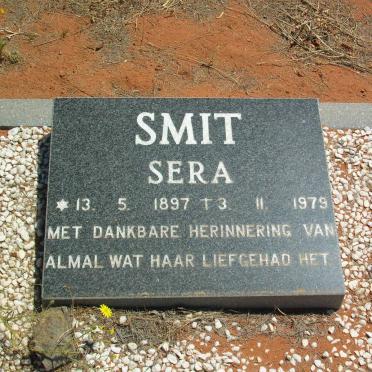 SMIT
SERA
* 13. 5. 1897 †3. 11. 1979
MET DANKBARE HERINNERING VAN
ALMAL WAT HAAR LIEFGEHAD HET